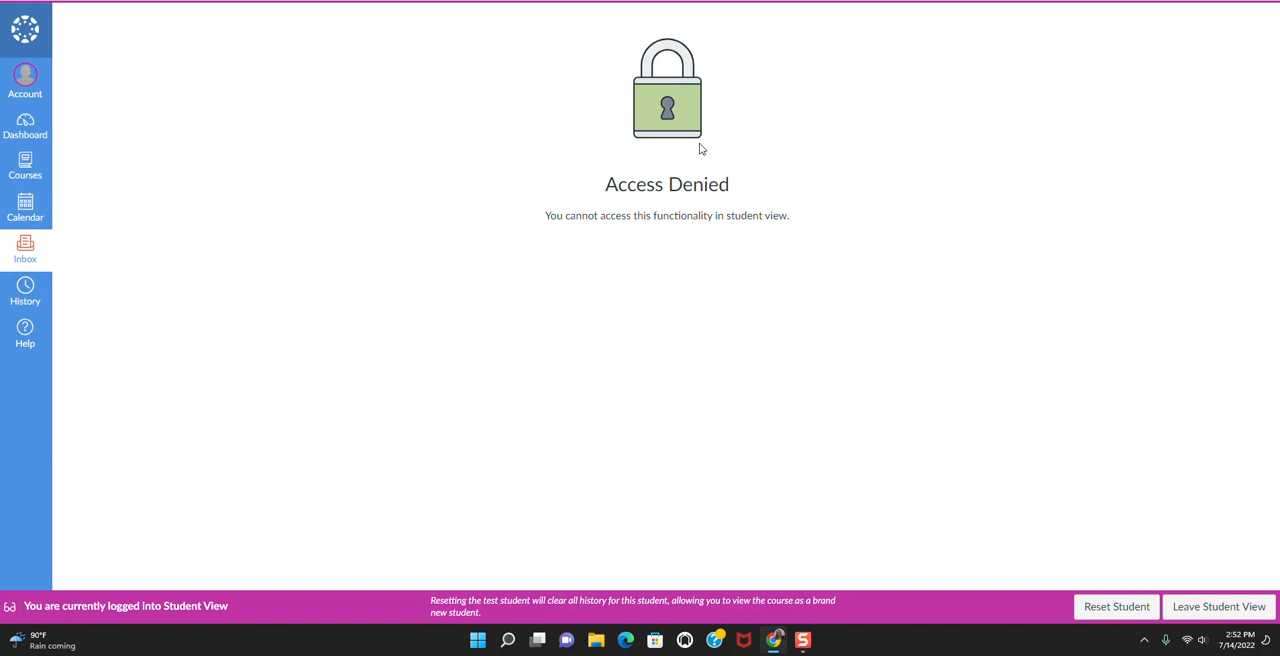 Account
Dashboard
Courses
Calendar
Inbox
History
Help
Access Denied
You cannot access this functionality in student view.
You are currently logged into Student View
Resetting the test student will clear all history for this student, allowing you to view the course as a brand
new student.
Reset Student
Leave Student View
90°F
Rain coming
2:52 PM
7/14/2022